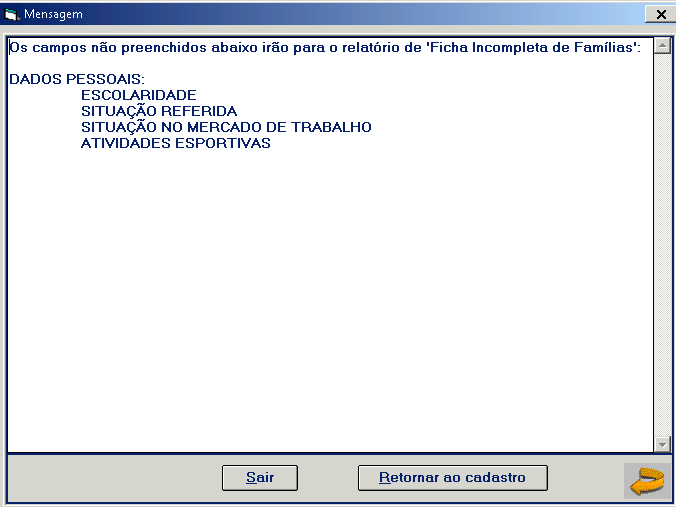 Mensagem
Os campos não preenchidos abaixo irão para o relatório de 'Ficha Incompleta de Famílias':
DADOS PESSOAIS:
ESCOLARIDADE
SITUAÇÃO REFERIDA
SITUAÇÃO NO MERCADO DE TRABALHO
ATIVIDADES ESPORTIVAS
Sair
Retornar ao cadastro